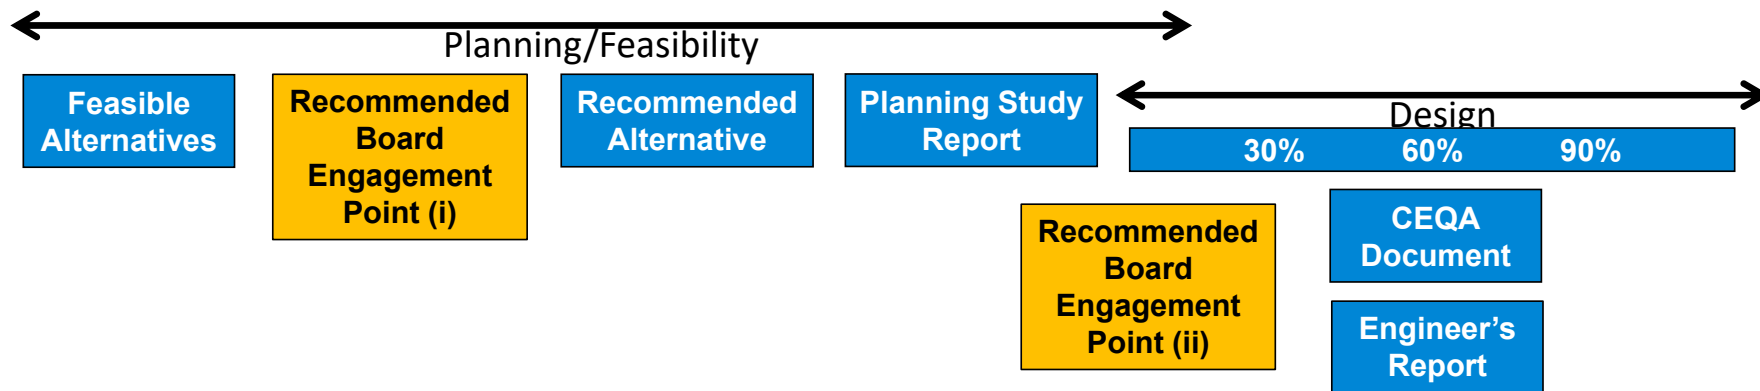 Planning/Feasibility
Feasible
Alternatives
Recommended
Board
Engagement
Point (i)
Recommended
Alternative
Planning Study
Report
Design
30% 60% 90%
Recommended
Board
Engagement
Point (ii)
CEQA
Document
Engineer’s
Report